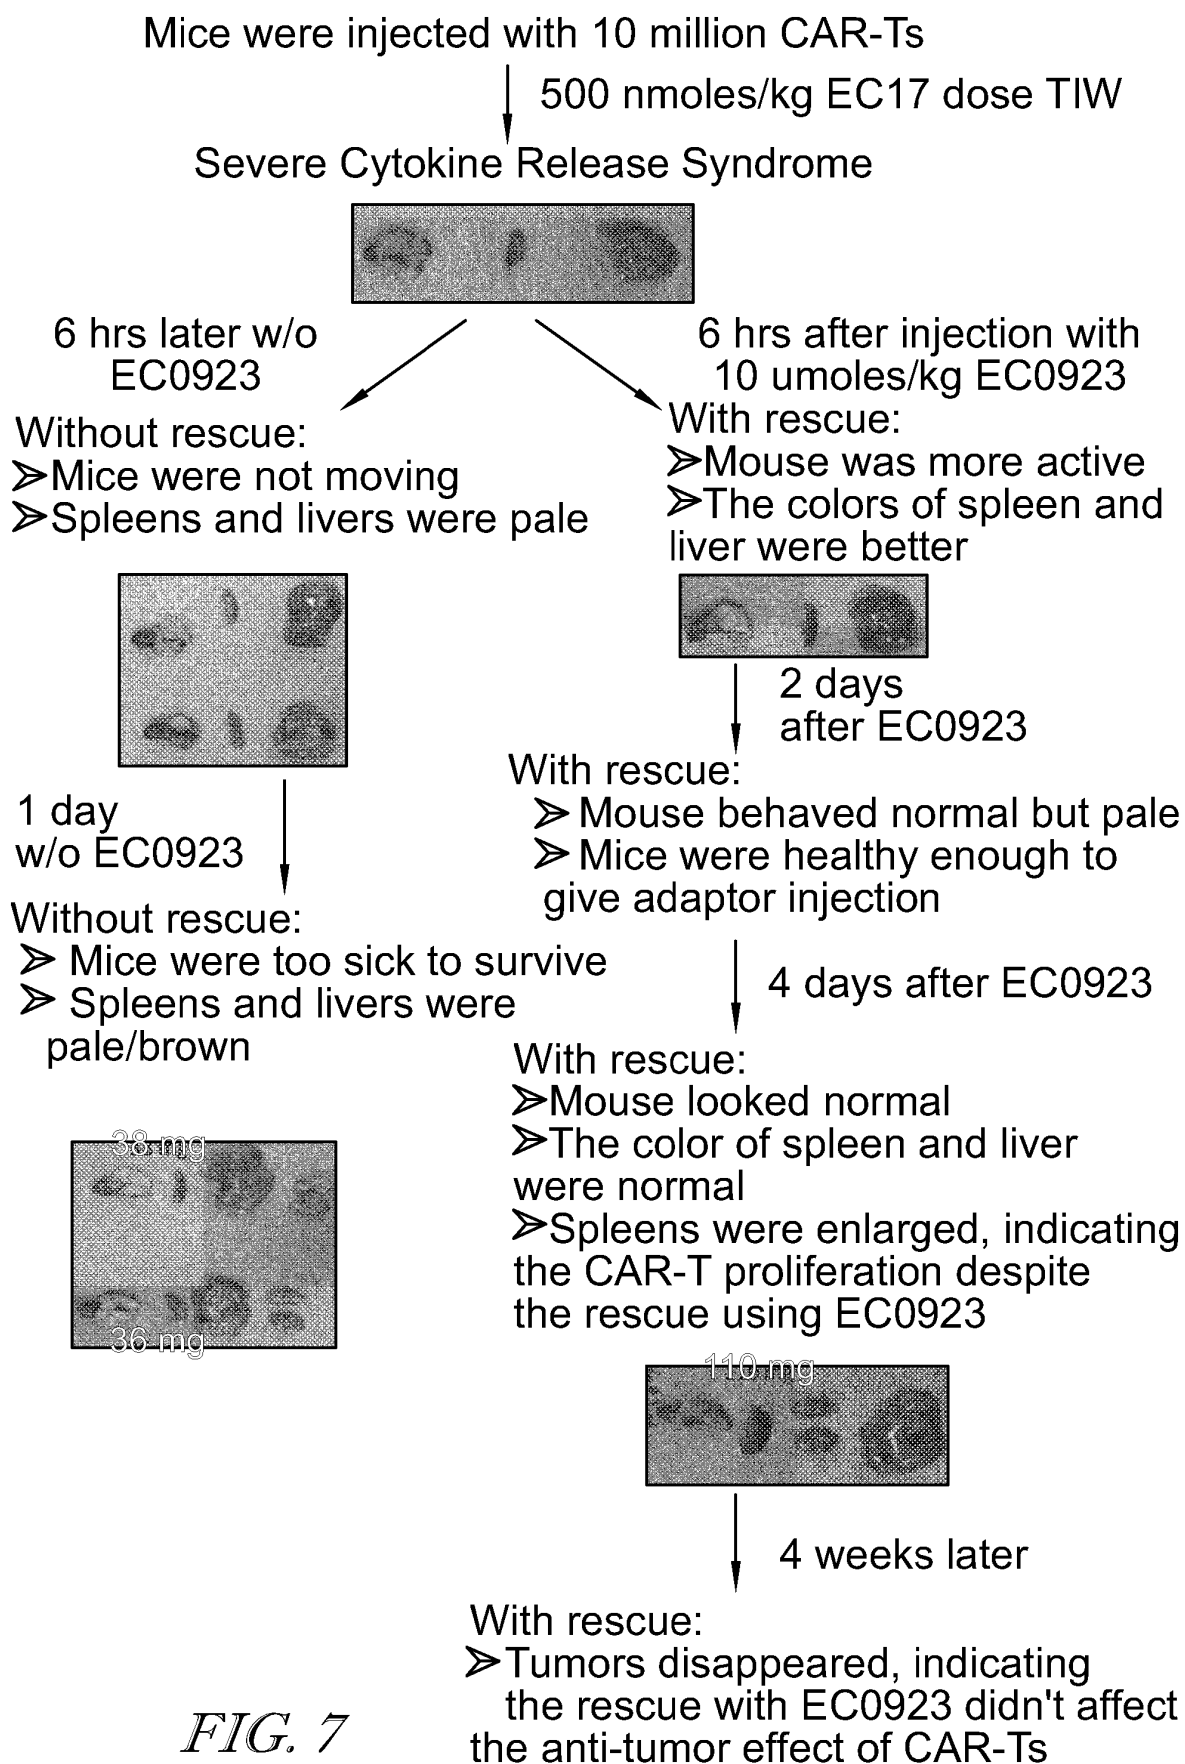 Mice were injected with 10 million CAR-Ts
500 nmoles/kg EC17 dose TIW
Severe Cytokine Release Syndrome
6 hrs later w/o
EC0923
Without rescue:
➢Mice were not moving
➢Spleens and livers were pale
1 day
w/o EC0923
Without rescue:
➢ Mice were too sick to survive
➢ Spleens and livers were
pale/brown
38 mg
36 mg
6 hrs after injection with
10 umoles/kg EC0923
With rescue:
➢Mouse was more active
➢The colors of spleen and
liver were better
2 days
after EC0923
With rescue:
➢ Mouse behaved normal but pale
➢ Mice were healthy enough to
give adaptor injection
4 days after EC0923
With rescue:
➢Mouse looked normal
➢The color of spleen and liver
were normal
➢Spleens were enlarged, indicating
the CAR-T proliferation despite
the rescue using EC0923
110 mg
4 weeks later
With rescue:
➢Tumors disappeared, indicating
the rescue with EC0923 didn't affect
the anti-tumor effect of CAR-Ts
FIG. 7